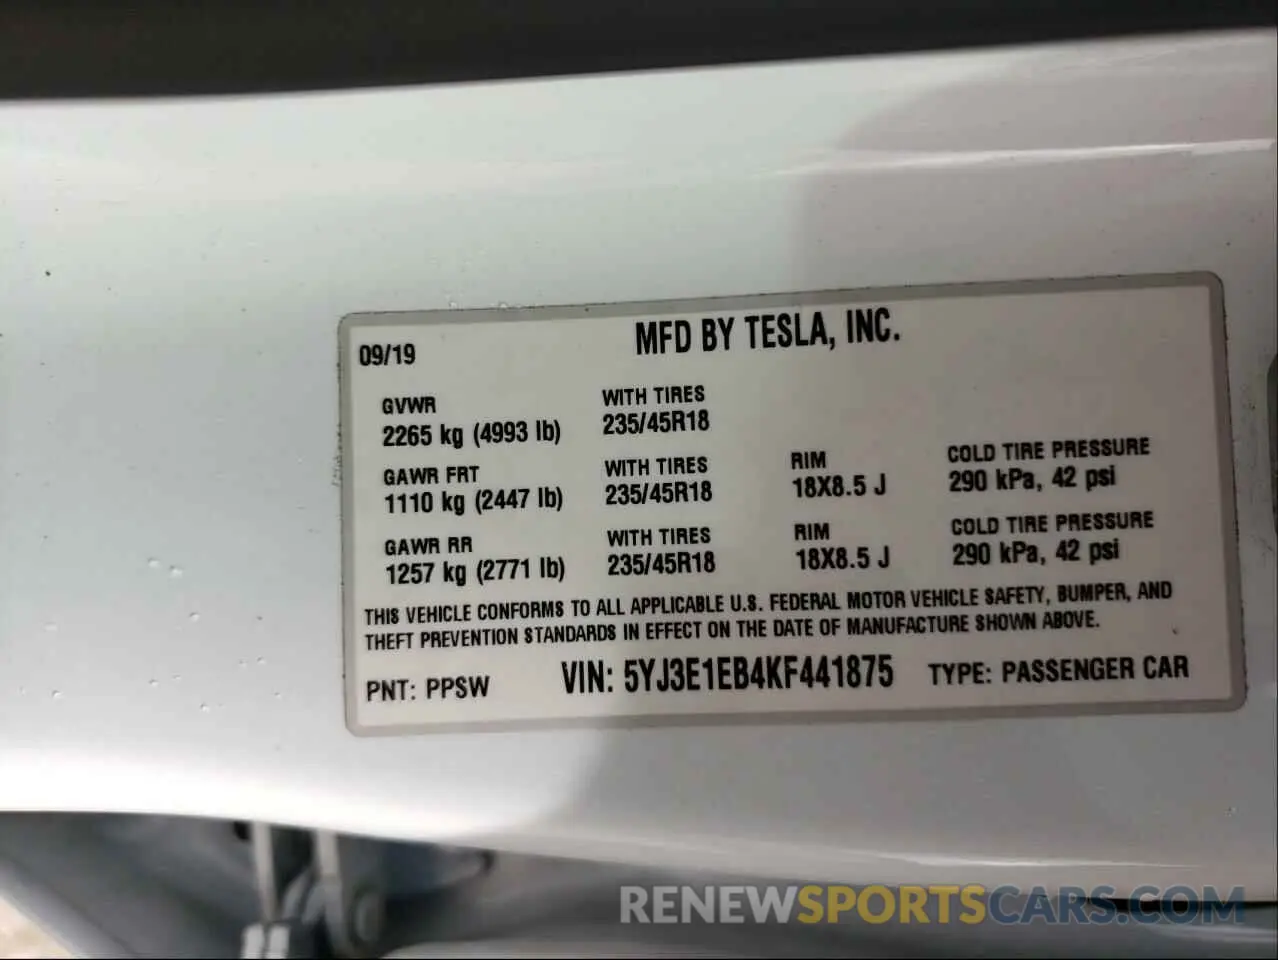 MFD BY TESLA, INC.
09/19
GVWR
2265 kg (4993 lb)
WITH TIRES
235/45R18
GAWR FRT
1110 kg (2447 lb)
WITH TIRES
235/45R18
RIM
18X8.5 J
COLD TIRE PRESSURE
290 kPa, 42 psi
GAWR RR
1257 kg (2771 lb)
WITH TIRES
235/45R18
RIM
18X8.5 J
COLD TIRE PRESSURE
290 kPa, 42 psi
THIS VEHICLE CONFORMS TO ALL APPLICABLE U.S. FEDERAL MOTOR VEHICLE SAFETY, BUMPER, AND
THEFT PREVENTION STANDARDS IN EFFECT ON THE DATE OF MANUFACTURE SHOWN ABOVE.
PNT: PPSW
VIN: 5YJ3E1EB4KF441875
TYPE: PASSENGER CAR
RENEWSPORTSCARS.COM